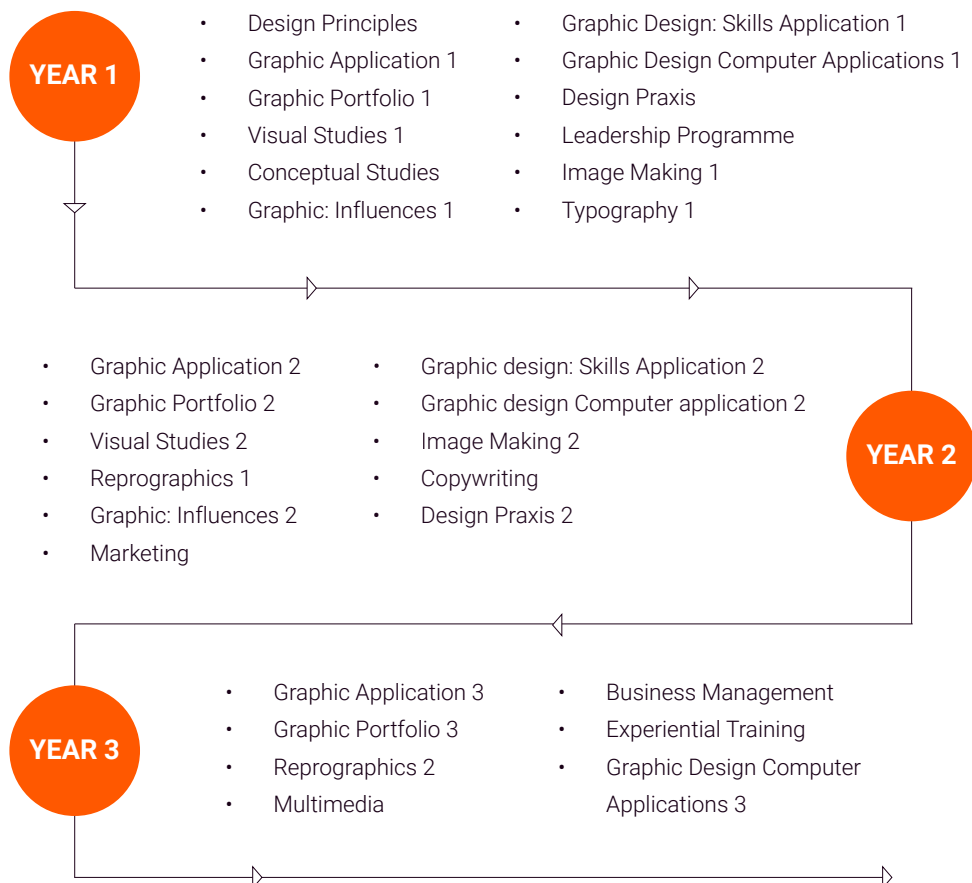 YEAR 1
• Design Principles
• Graphic Application 1
• Graphic Portfolio 1
• Visual Studies 1
• Conceptual Studies
• Graphic: Influences 1
• Graphic Design: Skills Application 1
• Graphic Design Computer Applications 1
• Design Praxis
• Leadership Programme
• Image Making 1
• Typography 1
YEAR 2
• Graphic Application 2
• Graphic Portfolio 2
• Visual Studies 2
• Reprographics 1
• Graphic: Influences 2
• Marketing
• Graphic design: Skills Application 2
• Graphic design Computer application 2
• Image Making 2
• Copywriting
• Design Praxis 2
YEAR 3
• Graphic Application 3
• Graphic Portfolio 3
• Reprographics 2
• Multimedia
• Business Management
• Experiential Training
• Graphic Design Computer
Applications 3